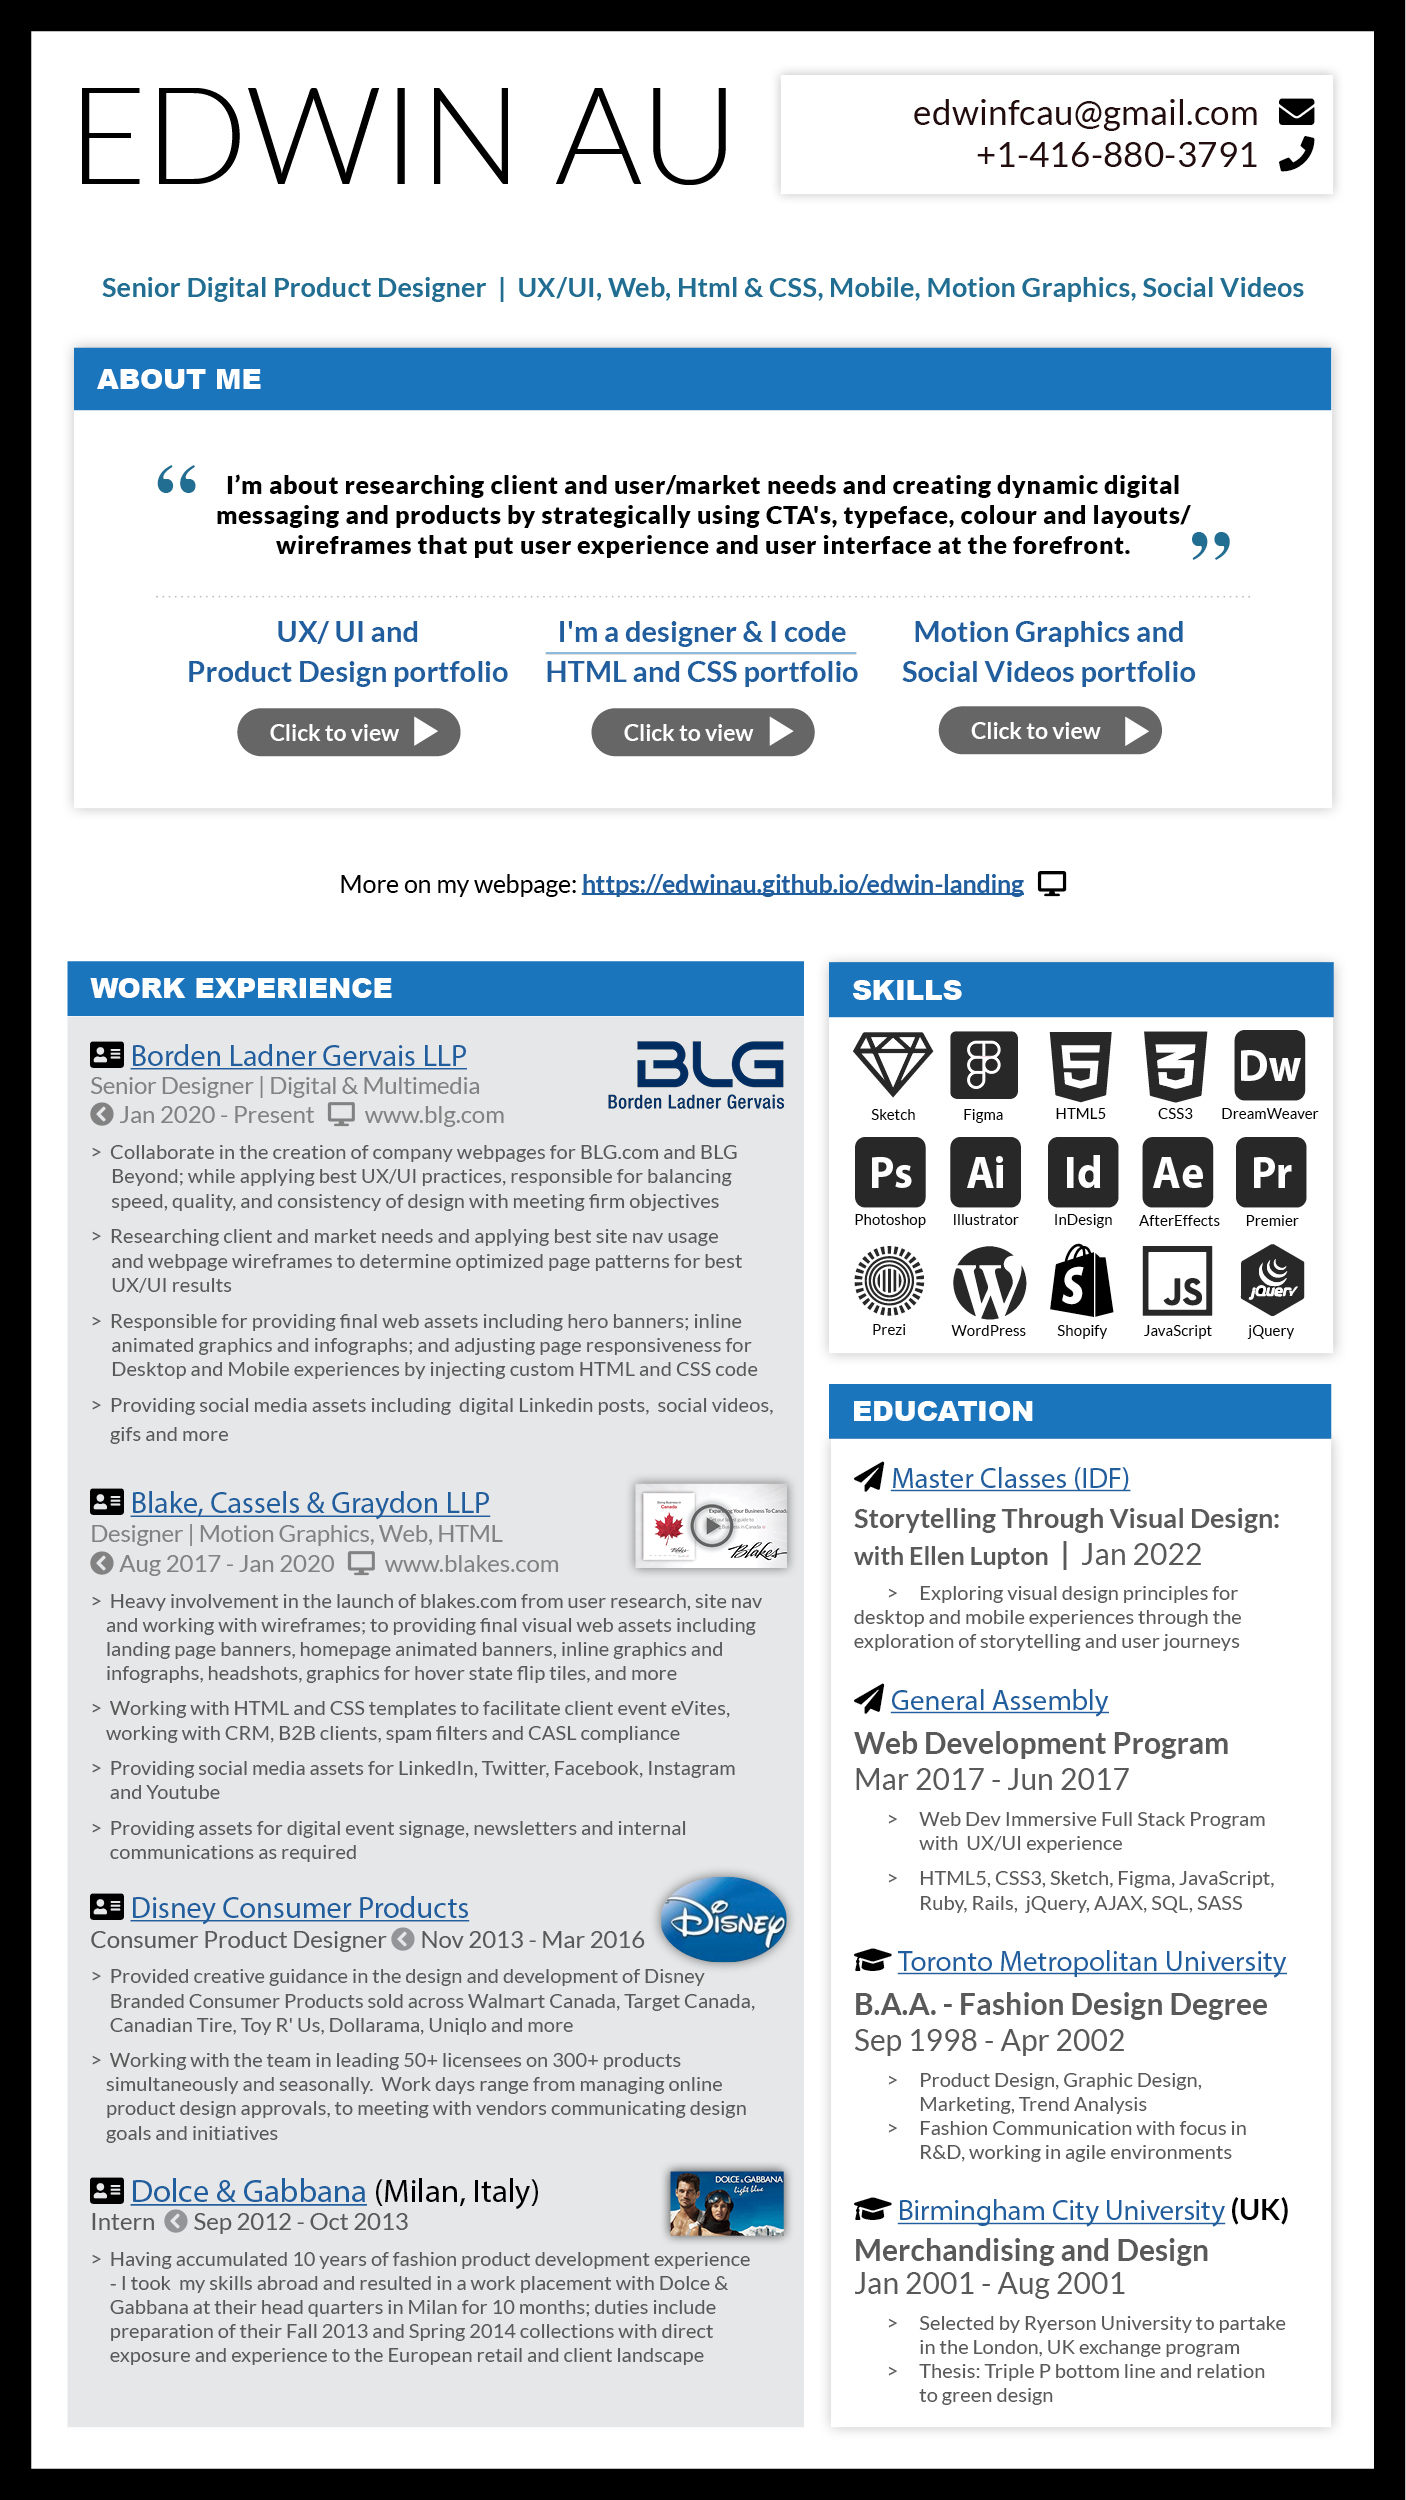 EDWIN AU
edwinfcau@gmail.com
+1-416-880-3791
Senior Digital Product Designer | UX/UI, Web, Html & CSS, Mobile, Motion Graphics, Social Videos
ABOUT ME
“ I’m about researching client and user/market needs and creating dynamic digital
messaging and products by strategically using CTA's, typeface, colour and layouts/
wireframes that put user experience and user interface at the forefront. ”
UX/ UI and
Product Design portfolio
Click to view
I'm a designer & I code
HTML and CSS portfolio
Click to view
Motion Graphics and
Social Videos portfolio
Click to view
More on my webpage: https://edwinau.github.io/edwin-landing
WORK EXPERIENCE
Borden Ladner Gervais LLP
Senior Designer | Digital & Multimedia
Jan 2020 - Present www.blg.com
BLG
Borden Ladner Gervais
> Collaborate in the creation of company webpages for BLG.com and BLG
Beyond; while applying best UX/UI practices, responsible for balancing
speed, quality, and consistency of design with meeting firm objectives
> Researching client and market needs and applying best site nav usage
and webpage wireframes to determine optimized page patterns for best
UX/UI results
> Responsible for providing final web assets including hero banners; inline
animated graphics and infographs; and adjusting page responsiveness for
Desktop and Mobile experiences by injecting custom HTML and CSS code
> Providing social media assets including digital Linkedin posts, social videos,
gifs and more
Blake, Cassels & Graydon LLP
Designer | Motion Graphics, Web, HTML
Aug 2017 - Jan 2020 www.blakes.com
Canada
Blakes
> Heavy involvement in the launch of blakes.com from user research, site nav
and working with wireframes; to providing final visual web assets including
landing page banners, homepage animated banners, inline graphics and
infographs, headshots, graphics for hover state flip tiles, and more
> Working with HTML and CSS templates to facilitate client event eVites,
working with CRM, B2B clients, spam filters and CASL compliance
> Providing social media assets for LinkedIn, Twitter, Facebook, Instagram
and Youtube
> Providing assets for digital event signage, newsletters and internal
communications as required
Disney Consumer Products
Consumer Product Designer Nov 2013 - Mar 2016
Disney
> Provided creative guidance in the design and development of Disney
Branded Consumer Products sold across Walmart Canada, Target Canada,
Canadian Tire, Toy R' Us, Dollarama, Uniqlo and more
> Working with the team in leading 50+ licensees on 300+ products
simultaneously and seasonally. Work days range from managing online
product design approvals, to meeting with vendors communicating design
goals and initiatives
Dolce & Gabbana (Milan, Italy)
Intern Sep 2012 - Oct 2013
DOLCE & GABBANA
light blue
> Having accumulated 10 years of fashion product development experience
- I took my skills abroad and resulted in a work placement with Dolce &
Gabbana at their head quarters in Milan for 10 months; duties include
preparation of their Fall 2013 and Spring 2014 collections with direct
exposure and experience to the European retail and client landscape
SKILLS
5 3 Dw
Sketch Figma HTML5 CSS3 DreamWeaver
Ps Ai Id Ae Pr
Photoshop Illustrator InDesign AfterEffects Premier
W S JS jQuery
Prezi WordPress Shopify JavaScript jQuery
EDUCATION
Master Classes (IDF)
Storytelling Through Visual Design:
with Ellen Lupton | Jan 2022
> Exploring visual design principles for
desktop and mobile experiences through the
exploration of storytelling and user journeys
General Assembly
Web Development Program
Mar 2017 - Jun 2017
> Web Dev Immersive Full Stack Program
with UX/UI experience
> HTML5, CSS3, Sketch, Figma, JavaScript,
Ruby, Rails, jQuery, AJAX, SQL, SASS
Toronto Metropolitan University
B.A.A. - Fashion Design Degree
Sep 1998 - Apr 2002
> Product Design, Graphic Design,
Marketing, Trend Analysis
> Fashion Communication with focus in
R&D, working in agile environments
Birmingham City University (UK)
Merchandising and Design
Jan 2001 - Aug 2001
> Selected by Ryerson University to partake
in the London, UK exchange program
> Thesis: Triple P bottom line and relation
to green design